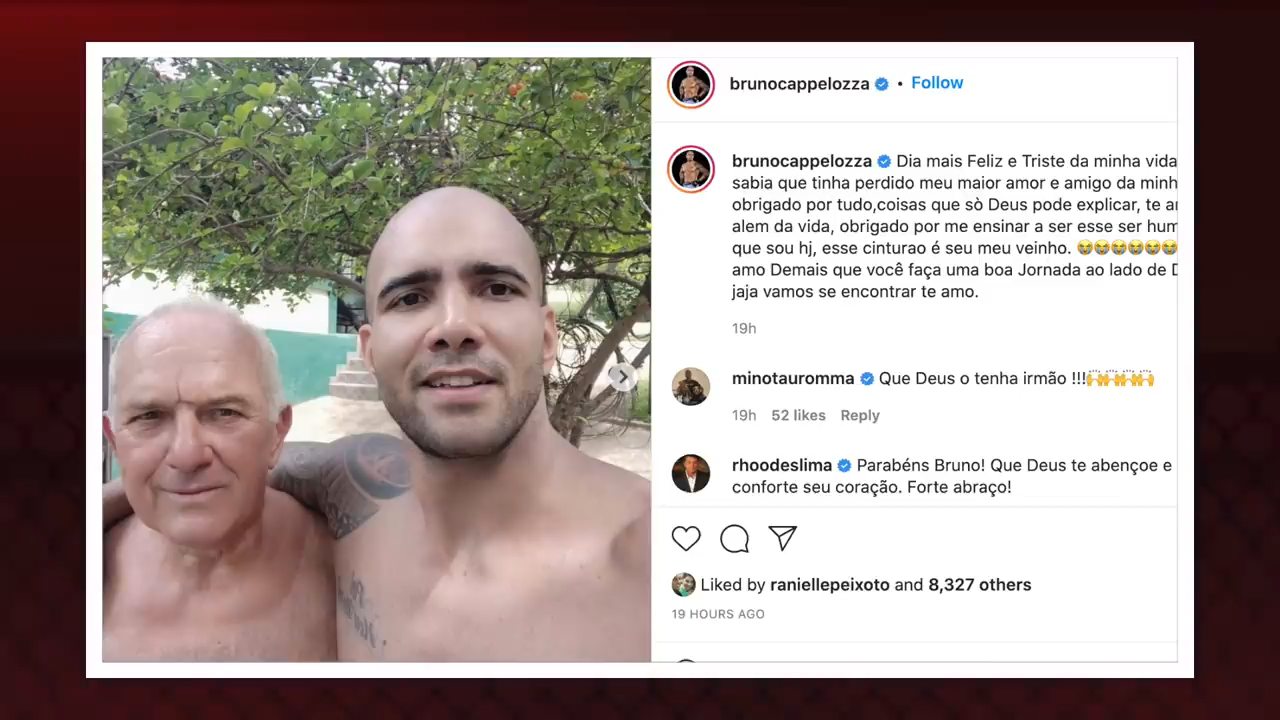 brunocappelozza • Follow
brunocappelozza Dia mais Feliz e Triste da minha vida
sabia que tinha perdido meu maior amor e amigo da minh
obrigado por tudo,coisas que sò Deus pode explicar, te a
alem da vida, obrigado por me ensinar a ser esse ser hum
que sou hj, esse cinturao é seu meu veinho. 😭😭😭😭😭😭
amo Demais que você faça uma boa Jornada ao lado de D
jaja vamos se encontrar te amo.
19h
minotauromma Que Deus o tenha irmão !!!🙌🙌🙌🙌
19h 52 likes Reply
rhoodeslima Parabéns Bruno! Que Deus te abençoe e
conforte seu coração. Forte abraço!
Liked by raniellepeixoto and 8,327 others
19 HOURS AGO